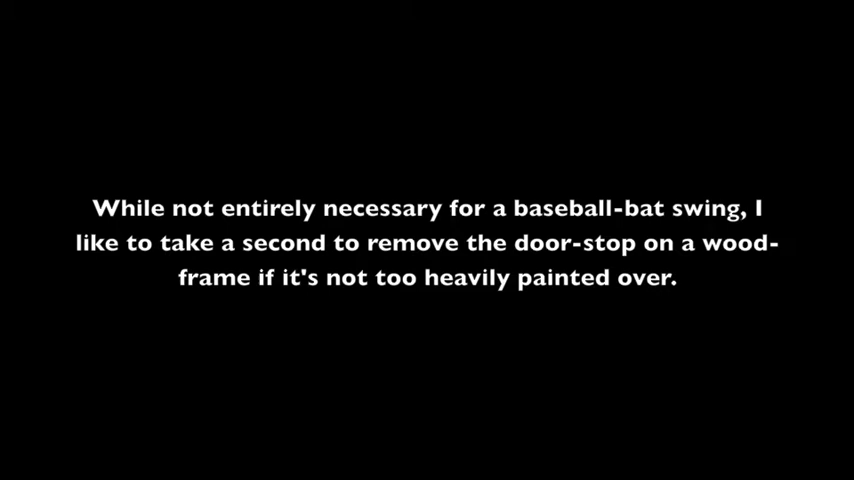 While not entirely necessary for a baseball-bat swing, I
like to take a second to remove the door-stop on a wood-
frame if it's not too heavily painted over.